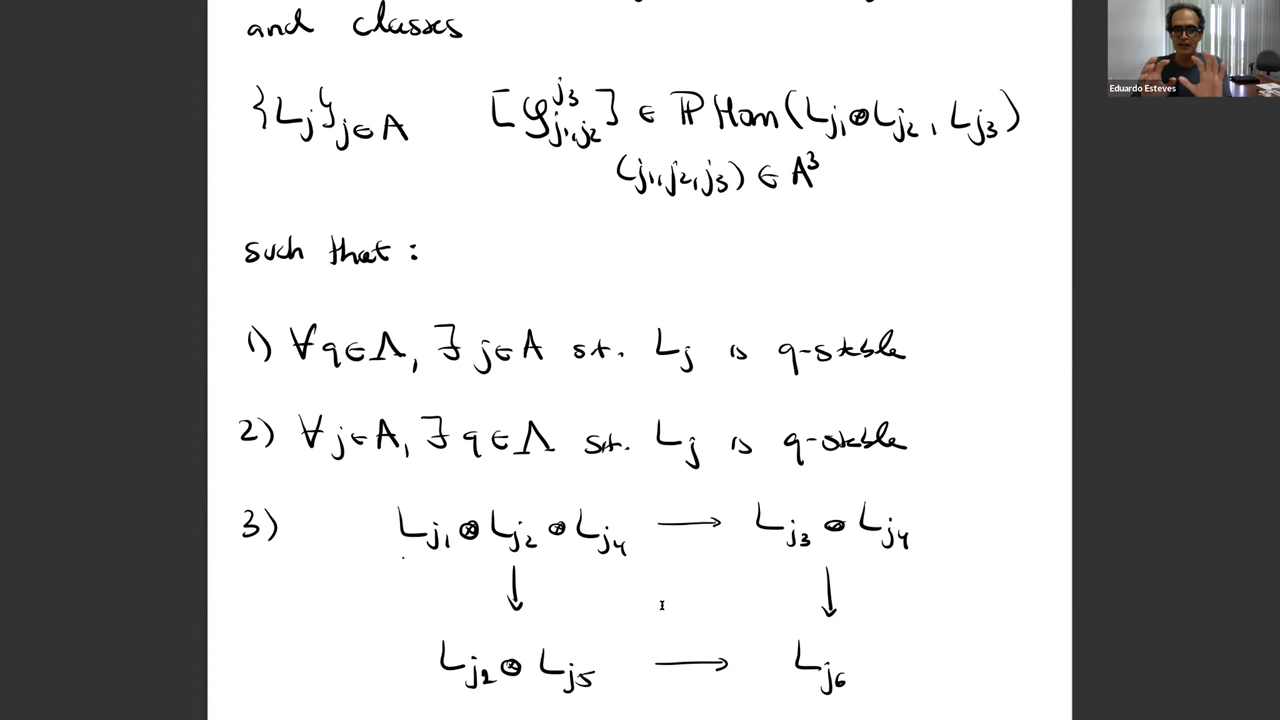 and classes
{L_j}_{j∈A} [φ^{j_3}_{j_1,j_2}] ∈ ℙ Hom(L_{j_1}⊗L_{j_2}, L_{j_3})
(j_1,j_2,j_3) ∈ A^3
such that :
1) ∀q∈Λ, ∃ j∈A s.t. L_j is q-stable
2) ∀j∈A, ∃ q∈Λ s.t. L_j is q-stable
3) L_{j_1}⊗L_{j_2}⊗L_{j_4} → L_{j_3}⊗L_{j_4}
↓ ↓
L_{j_2}⊗L_{j_5} → L_{j_6}
Eduardo Esteves